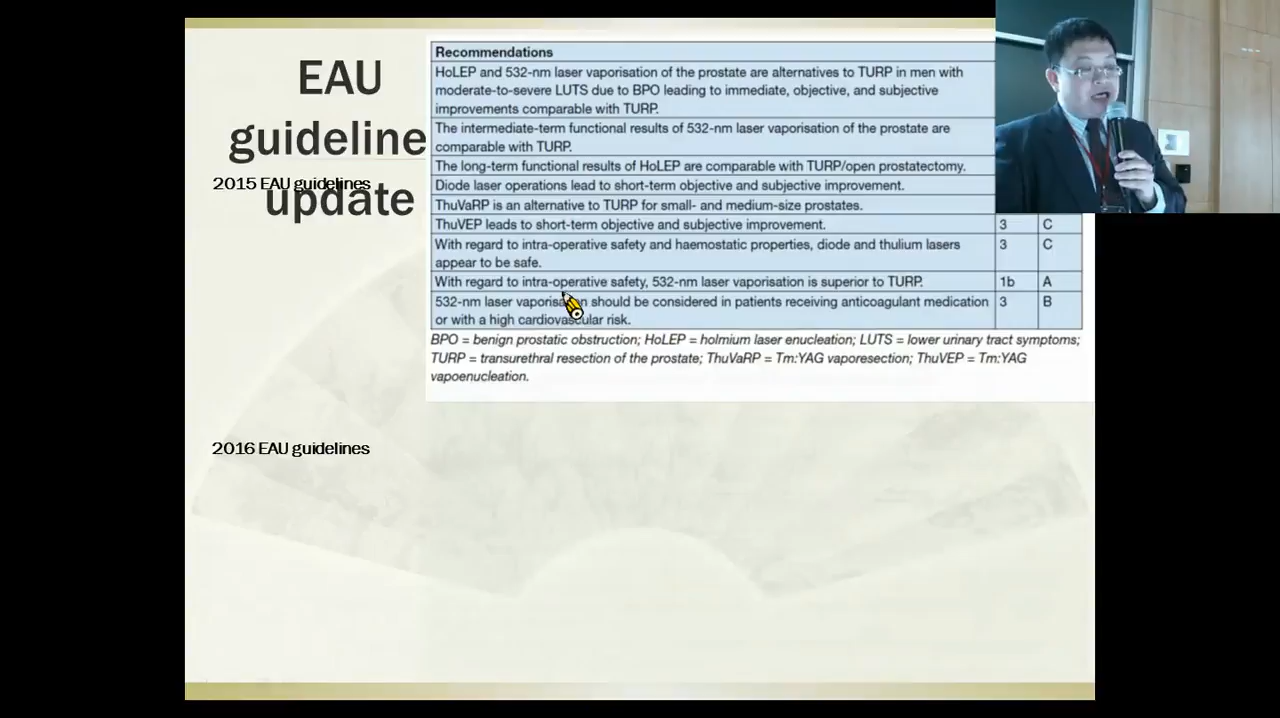 EAU
guideline
update
2015 EAU guidelines
Recommendations
HoLEP and 532-nm laser vaporisation of the prostate are alternatives to TURP in men with
moderate-to-severe LUTS due to BPO leading to immediate, objective, and subjective
improvements comparable with TURP.
The intermediate-term functional results of 532-nm laser vaporisation of the prostate are
comparable with TURP.
The long-term functional results of HoLEP are comparable with TURP/open prostatectomy.
Diode laser operations lead to short-term objective and subjective improvement.
ThuVaRP is an alternative to TURP for small- and medium-size prostates.
ThuVEP leads to short-term objective and subjective improvement. 3 C
With regard to intra-operative safety and haemostatic properties, diode and thulium lasers 3 C
appear to be safe.
With regard to intra-operative safety, 532-nm laser vaporisation is superior to TURP. 1b A
532-nm laser vaporisation should be considered in patients receiving anticoagulant medication 3 B
or with a high cardiovascular risk.
BPO = benign prostatic obstruction; HoLEP = holmium laser enucleation; LUTS = lower urinary tract symptoms;
TURP = transurethral resection of the prostate; ThuVaRP = Tm:YAG vaporesection; ThuVEP = Tm:YAG
vapoenucleation.
2016 EAU guidelines